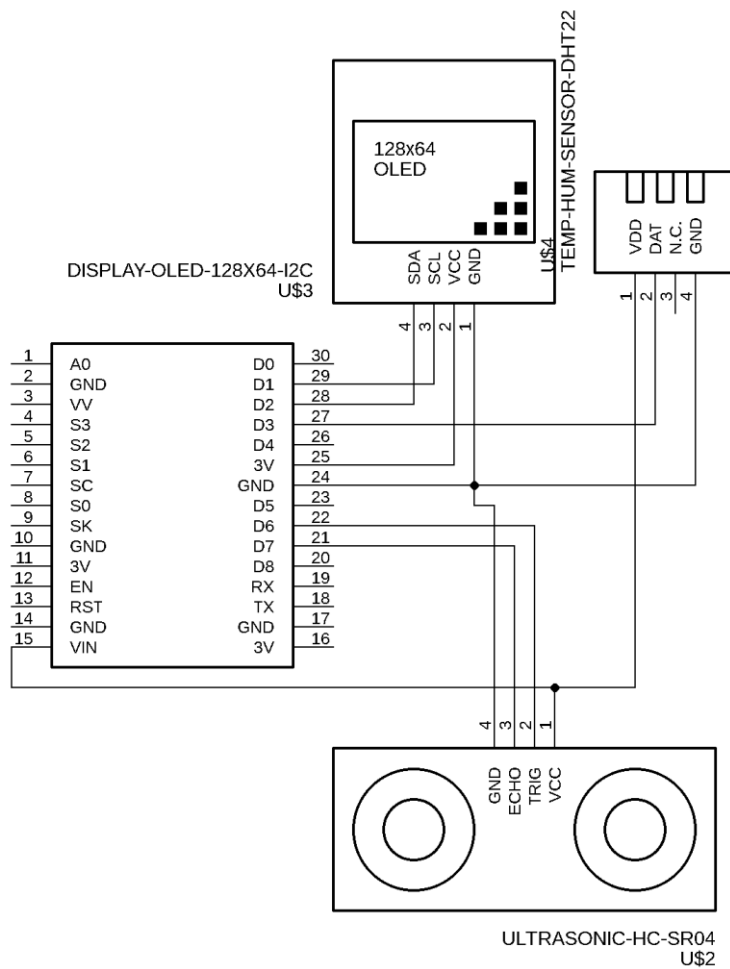 TEMP-HUM-SENSOR-DHT22
U$4
128x64
OLED
SDA
SCL
VCC
GND
4
3
2
1
VDD
DAT
N.C.
GND
1
2
3
4
DISPLAY-OLED-128X64-I2C
U$3
1 A0 D0 30
2 GND D1 29
3 VV D2 28
4 S3 D3 27
5 S2 D4 26
6 S1 3V 25
7 SC GND 24
8 S0 D5 23
9 SK D6 22
10 GND D7 21
11 3V D8 20
12 EN RX 19
13 RST TX 18
14 GND GND 17
15 VIN 3V 16
4
3
2
1
GND
ECHO
TRIG
VCC
ULTRASONIC-HC-SR04
U$2